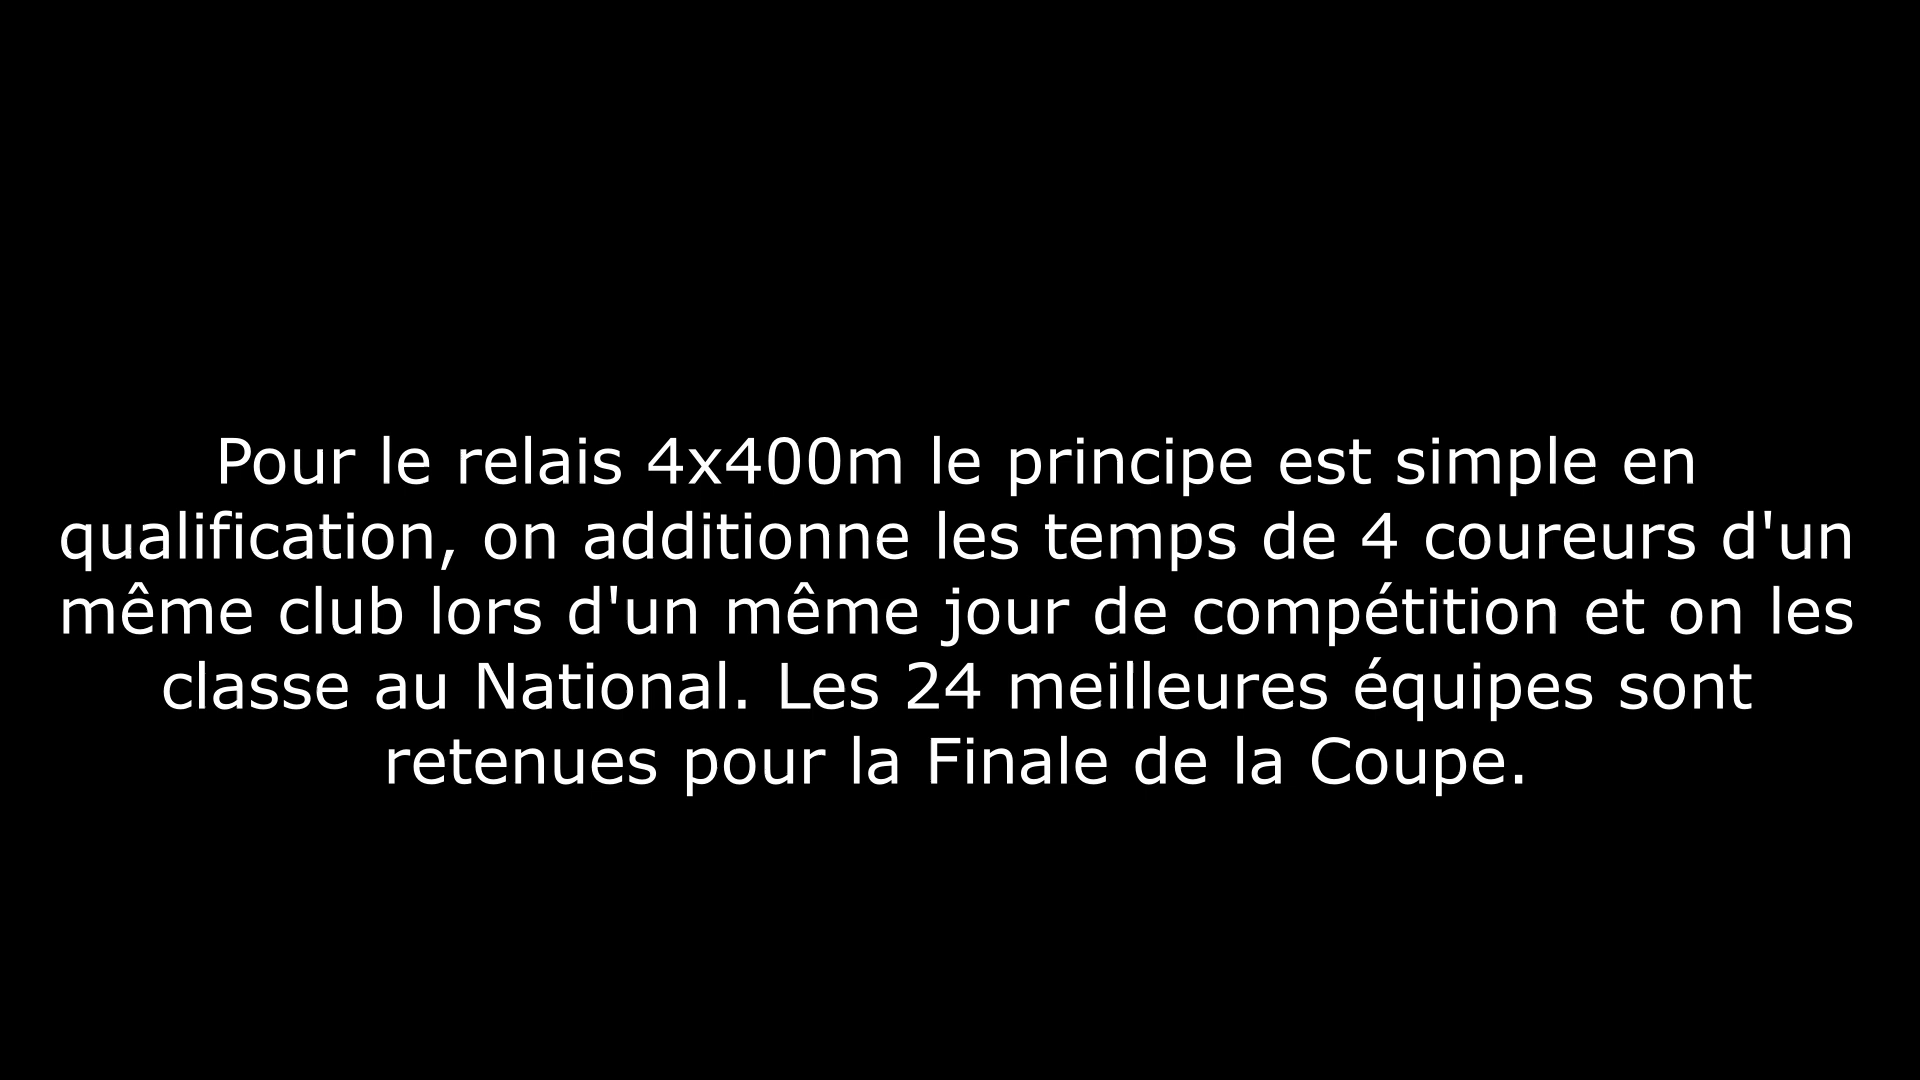 Pour le relais 4x400m le principe est simple en
qualification, on additionne les temps de 4 coureurs d'un
même club lors d'un même jour de compétition et on les
classe au National. Les 24 meilleures équipes sont
retenues pour la Finale de la Coupe.